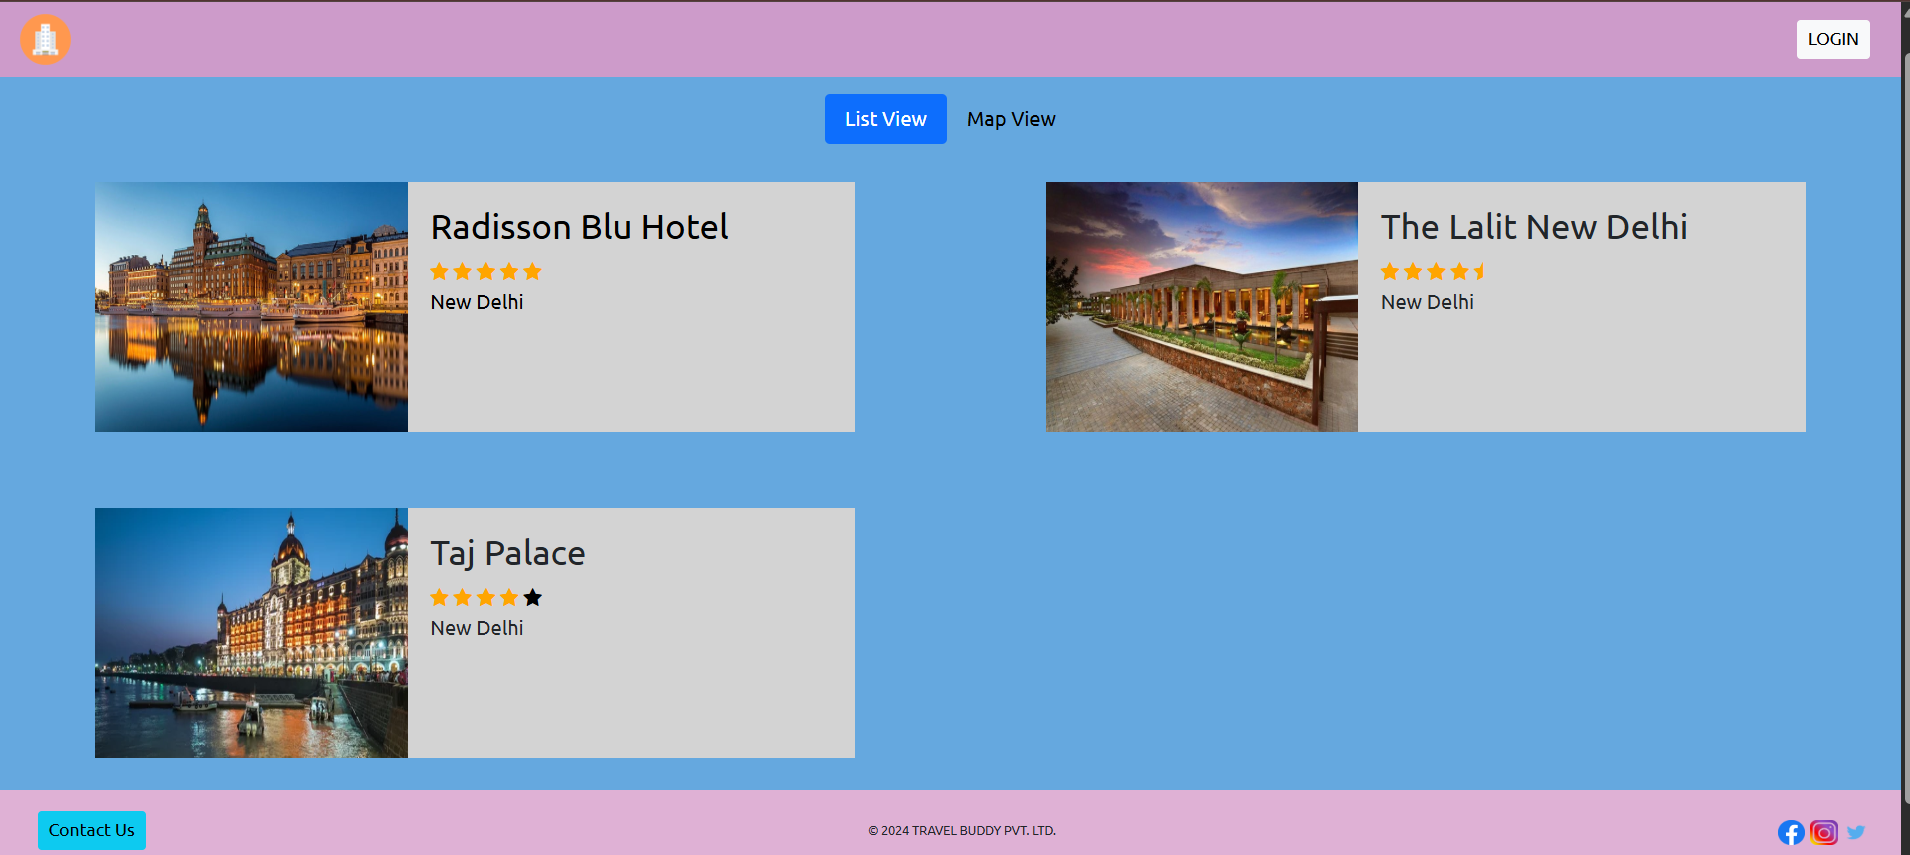 LOGIN
List View
Map View
Radisson Blu Hotel
New Delhi
The Lalit New Delhi
New Delhi
Taj Palace
New Delhi
Contact Us
© 2024 TRAVEL BUDDY PVT. LTD.